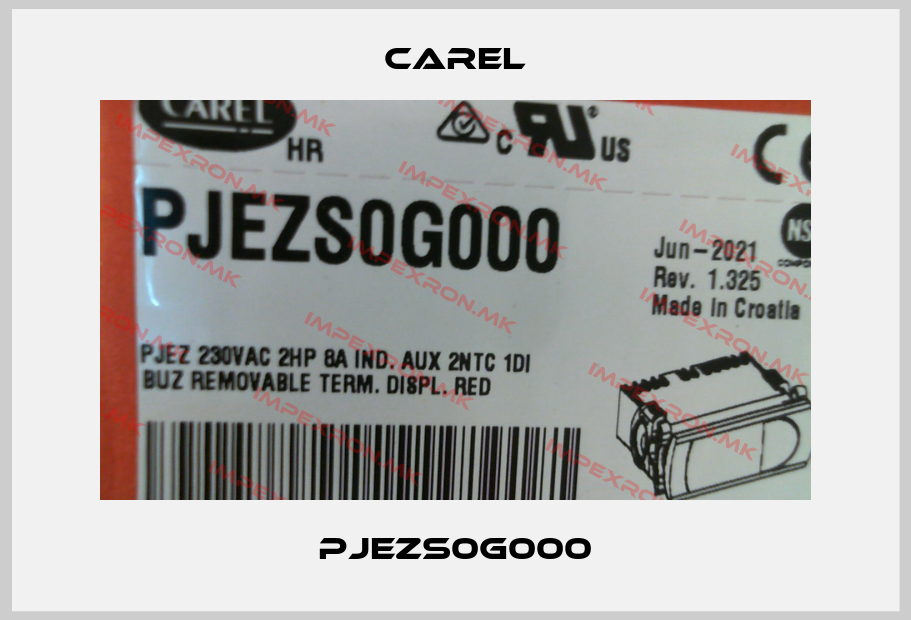 CAREL
CAREL
HR
C US
PJEZS0G000
NS
Jun-2021
Rev. 1.325
Made in Croatia
PJEZ 230VAC 2HP 8A IND. AUX 2NTC 1DI
BUZ REMOVABLE TERM. DISPL. RED
IMPEXRON.MK
PJEZS0G000